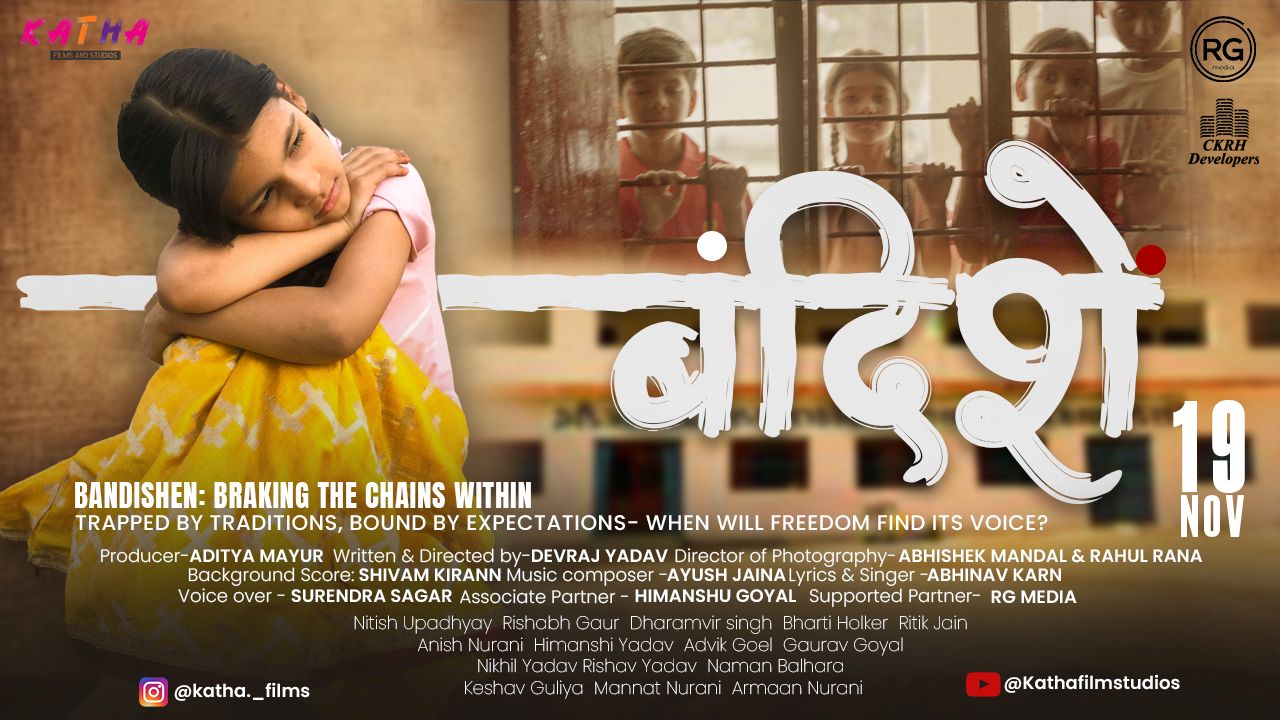 KATHA
FILMS AND STUDIOS
RG
media
CKRH
Developers
बंदिशें
19
NOV
BANDISHEN: BRAKING THE CHAINS WITHIN
TRAPPED BY TRADITIONS, BOUND BY EXPECTATIONS- WHEN WILL FREEDOM FIND ITS VOICE?
Producer-ADITYA MAYUR Written & Directed by-DEVRAJ YADAV Director of Photography-ABHISHEK MANDAL & RAHUL RANA
Background Score: SHIVAM KIRANN Music composer -AYUSH JAINA Lyrics & Singer -ABHINAV KARN
Voice over - SURENDRA SAGAR Associate Partner - HIMANSHU GOYAL Supported Partner- RG MEDIA
Nitish Upadhyay Rishabh Gaur Dharamvir singh Bharti Holker Ritik Jain
Anish Nurani Himanshi Yadav Advik Goel Gaurav Goyal
Nikhil Yadav Rishav Yadav Naman Balhara
Keshav Guliya Mannat Nurani Armaan Nurani
@katha._films
@Kathafilmstudios